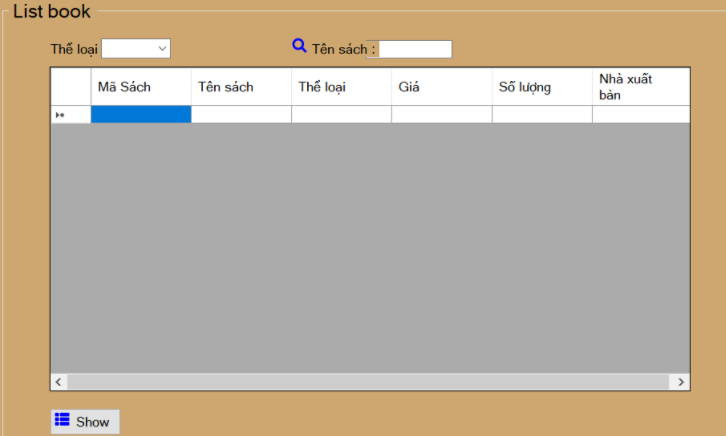 List book
Thể loại
Tên sách :
Mã Sách Tên sách Thể loại Giá Số lượng Nhà xuất
bản
Show